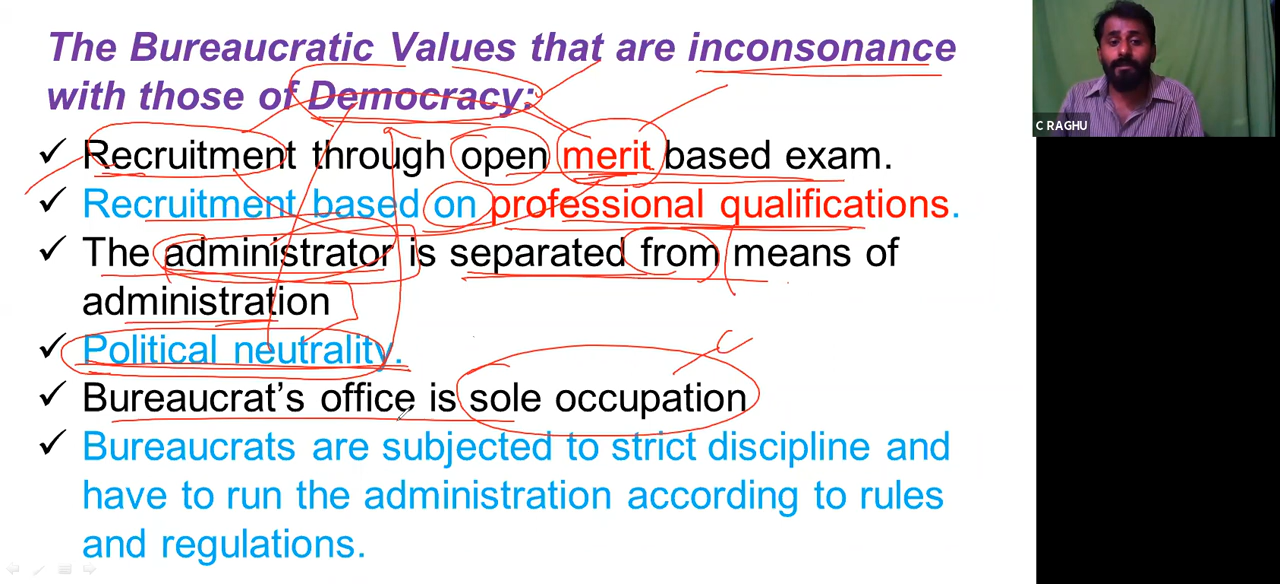 The Bureaucratic Values that are inconsonance
with those of Democracy:
✓ Recruitment through open merit based exam.
✓ Recruitment based on professional qualifications.
✓ The administrator is separated from means of
administration
✓ Political neutrality.
✓ Bureaucrat’s office is sole occupation
✓ Bureaucrats are subjected to strict discipline and
have to run the administration according to rules
and regulations.
C RAGHU